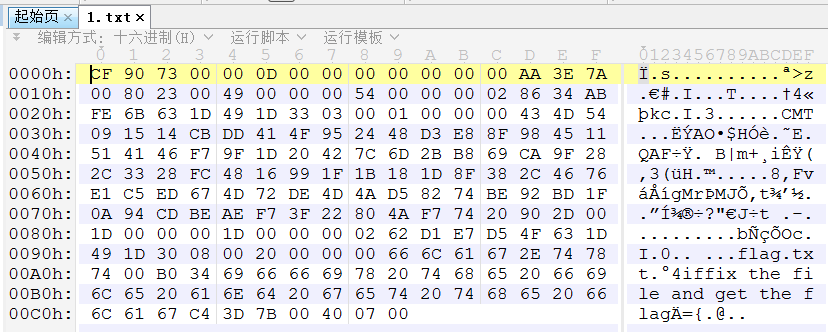 起始页 × 1.txt ×
编辑方式: 十六进制(H) 运行脚本 运行模板
0 1 2 3 4 5 6 7 8 9 A B C D E F 0123456789ABCDEF
0000h: CF 90 73 00 00 0D 00 00 00 00 00 00 00 AA 3E 7A Ï.s..........ª>z
0010h: 00 80 23 00 49 00 00 00 54 00 00 00 02 86 34 AB .€#.I...T....†4«
0020h: FE 6B 63 1D 49 1D 33 03 00 01 00 00 00 43 4D 54 þkc.I.3......CMT
0030h: 09 15 14 CB DD 41 4F 95 24 48 D3 E8 8F 98 45 11 ...ËÝAO•$HÓè.˜E.
0040h: 51 41 46 F7 9F 1D 20 42 7C 6D 2B B8 69 CA 9F 28 QAF÷Ÿ. B|m+¸iÊŸ(
0050h: 2C 33 28 FC 48 16 99 1F 1B 18 1D 8F 38 2C 46 76 ,3(üH.™.....8,Fv
0060h: E1 C5 ED 67 4D 72 DE 4D 4A D5 82 74 BE 92 BD 1F áÅígMrÞMJÕ‚t¾’½.
0070h: 0A 94 CD BE AE F7 3F 22 80 4A F7 74 20 90 2D 00 .”Í¾®÷?"€J÷t .-.
0080h: 1D 00 00 00 1D 00 00 00 02 62 D1 E7 D5 4F 63 1D .........bÑçÕOc.
0090h: 49 1D 30 08 00 20 00 00 00 66 6C 61 67 2E 74 78 I.0.. ...flag.tx
00A0h: 74 00 B0 34 69 66 66 69 78 20 74 68 65 20 66 69 t.°4iffix the fi
00B0h: 6C 65 20 61 6E 64 20 67 65 74 20 74 68 65 20 66 le and get the f
00C0h: 6C 61 67 C4 3D 7B 00 40 07 00 lagÄ={.@..